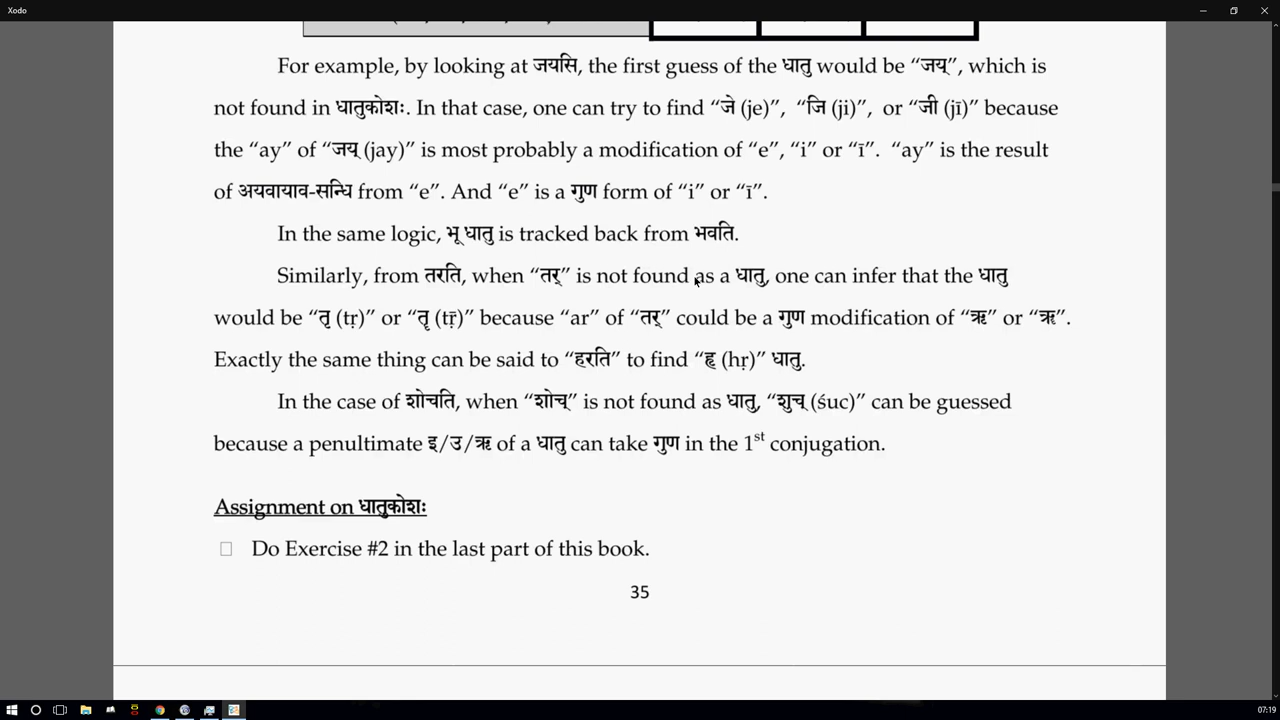 Xodo
For example, by looking at जयसि, the first guess of the धातु would be “जय्”, which is
not found in धातुकोशः. In that case, one can try to find “जे (je)”, “जि (ji)”, or “जी (jī)” because
the “ay” of “जय् (jay)” is most probably a modification of “e”, “i” or “ī”. “ay” is the result
of अयवायाव-सन्धि from “e”. And “e” is a गुण form of “i” or “ī”.
In the same logic, भू धातु is tracked back from भवति.
Similarly, from तरति, when “तर्” is not found as a धातु, one can infer that the धातु
would be “तृ (tṛ)” or “तॄ (tṝ)” because “ar” of “तर्” could be a गुण modification of “ऋ” or “ॠ”.
Exactly the same thing can be said to “हरति” to find “हृ (hṛ)” धातु.
In the case of शोचति, when “शोच्” is not found as धातु, “शुच् (śuc)” can be guessed
because a penultimate इ/उ/ऋ of a धातु can take गुण in the 1st conjugation.
Assignment on धातुकोशः
Do Exercise #2 in the last part of this book.
35
07:19